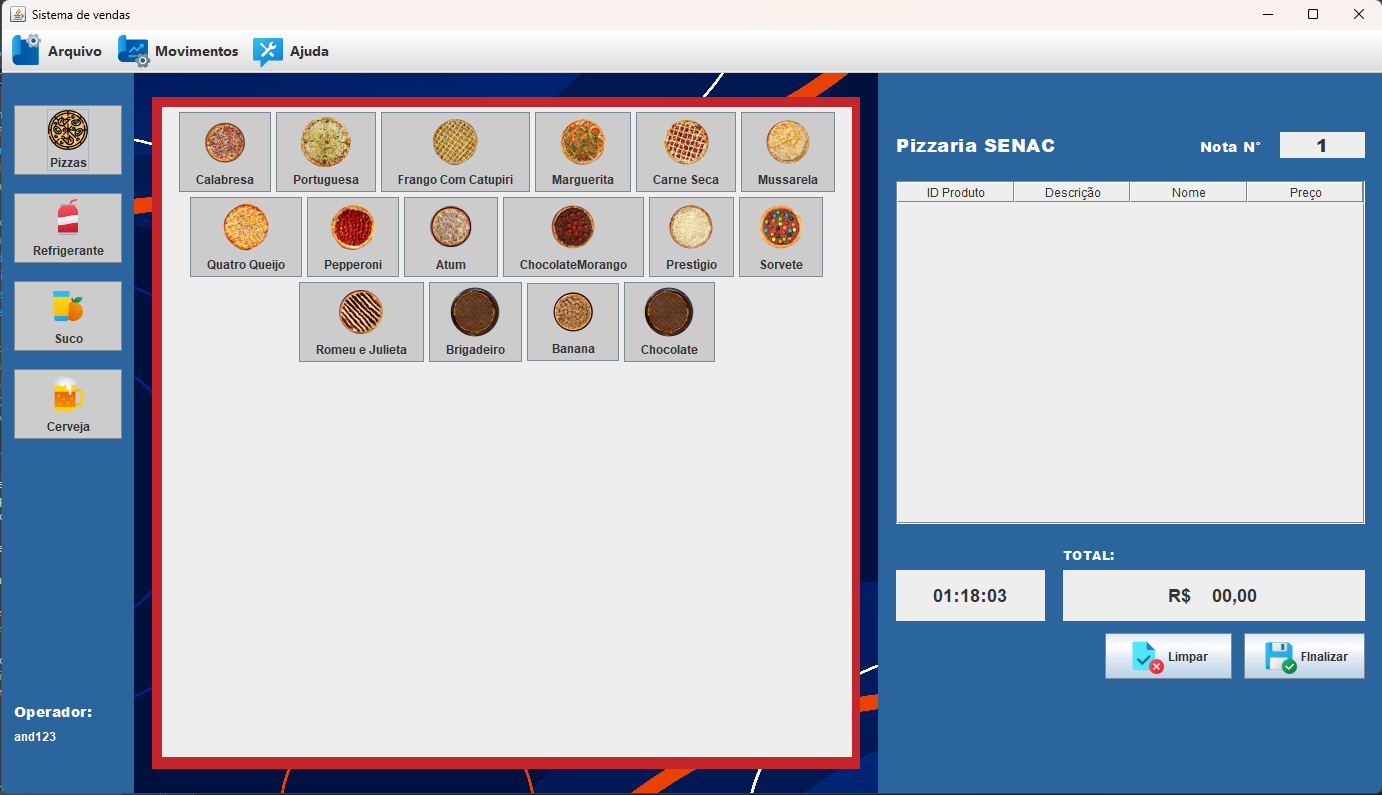 Sistema de vendas
Arquivo
Movimentos
Ajuda
Pizzas
Refrigerante
Suco
Cerveja
Operador:
and123
Calabresa
Portuguesa
Frango Com Catupiri
Marguerita
Carne Seca
Mussarela
Quatro Queijo
Pepperoni
Atum
ChocolateMorango
Prestigio
Sorvete
Romeu e Julieta
Brigadeiro
Banana
Chocolate
Pizzaria SENAC
Nota N°
1
ID Produto
Descrição
Nome
Preço
TOTAL:
01:18:03
R$ 00,00
Limpar
FInalizar